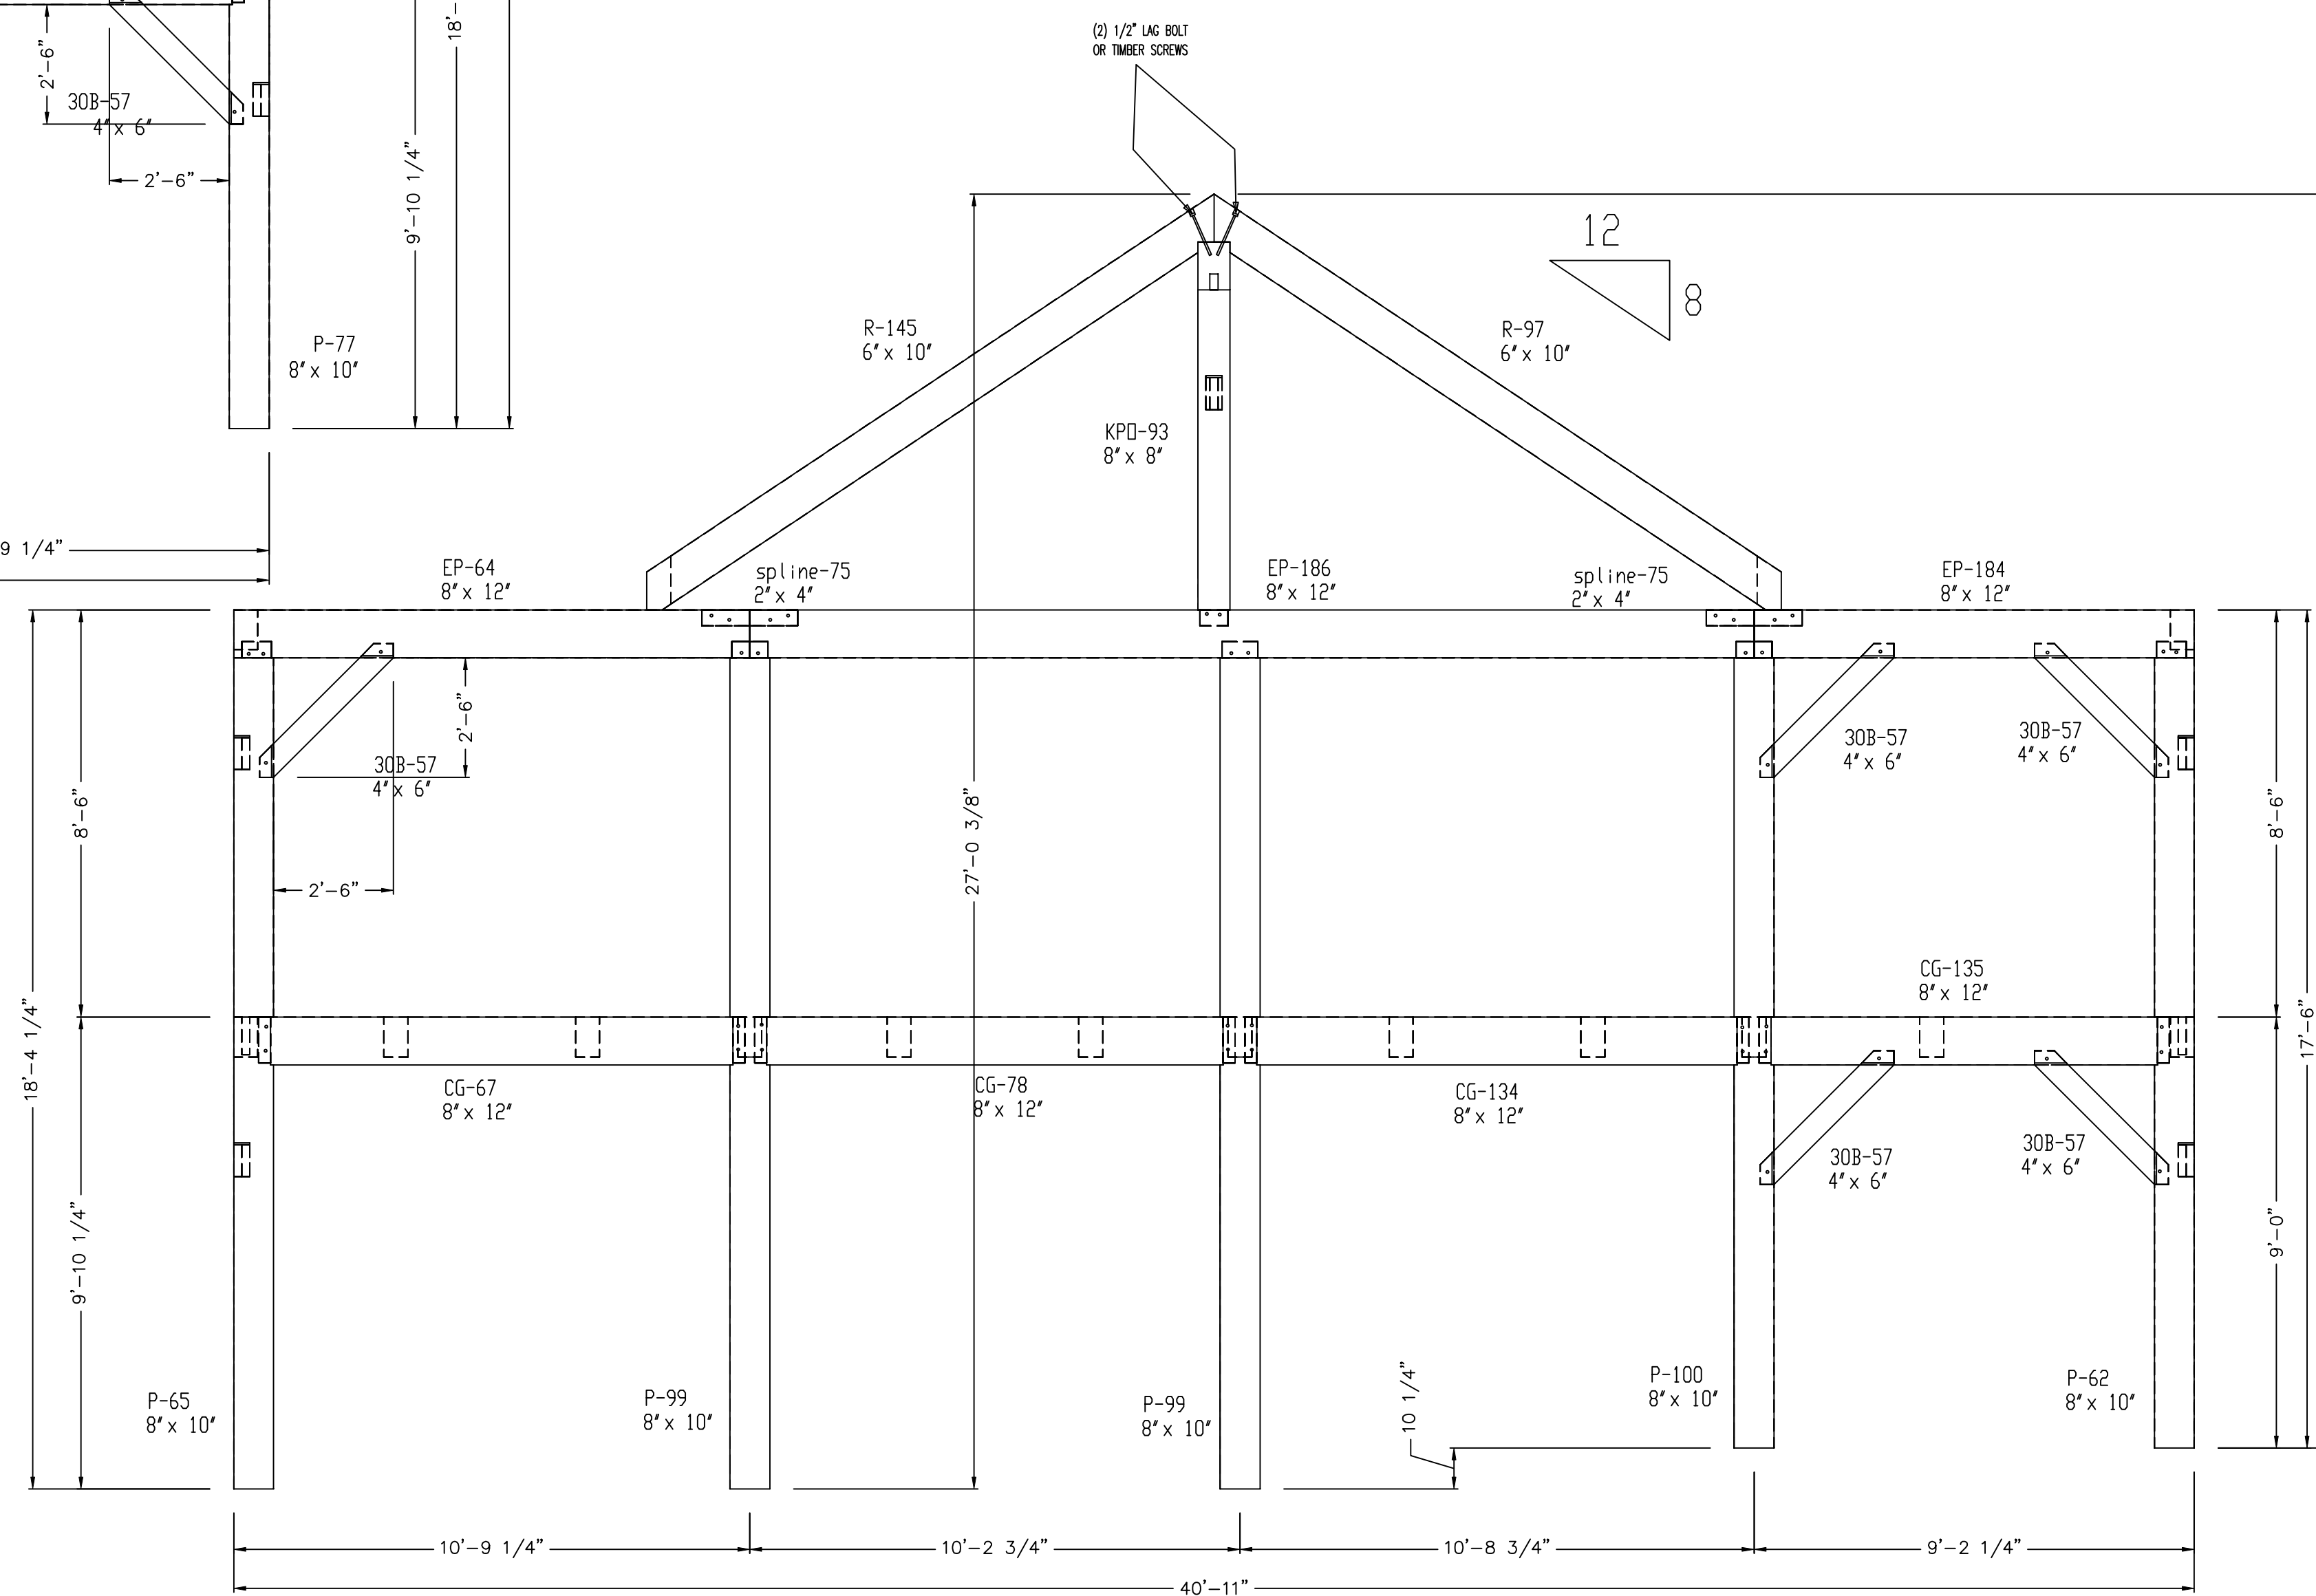 (2) 1/2" LAG BOLT
OR TIMBER SCREWS
2'-6"
30B-57
4" x 6"
2'-6"
18'-
9'-10 1/4"
P-77
8" x 10"
9 1/4"
12
8
R-145
6" x 10"
R-97
6" x 10"
KPO-93
8" x 8"
EP-64
8" x 12"
spline-75
2" x 4"
EP-186
8" x 12"
spline-75
2" x 4"
EP-184
8" x 12"
2'-6"
30B-57
4" x 6"
2'-6"
30B-57
4" x 6"
30B-57
4" x 6"
8'-6"
27'-0 3/8"
8'-6"
18'-4 1/4"
17'-6"
CG-135
8" x 12"
CG-67
8" x 12"
CG-78
8" x 12"
CG-134
8" x 12"
30B-57
4" x 6"
30B-57
4" x 6"
9'-10 1/4"
9'-0"
P-65
8" x 10"
P-99
8" x 10"
P-99
8" x 10"
10 1/4"
P-100
8" x 10"
P-62
8" x 10"
10'-9 1/4"
10'-2 3/4"
10'-8 3/4"
9'-2 1/4"
40'-11"